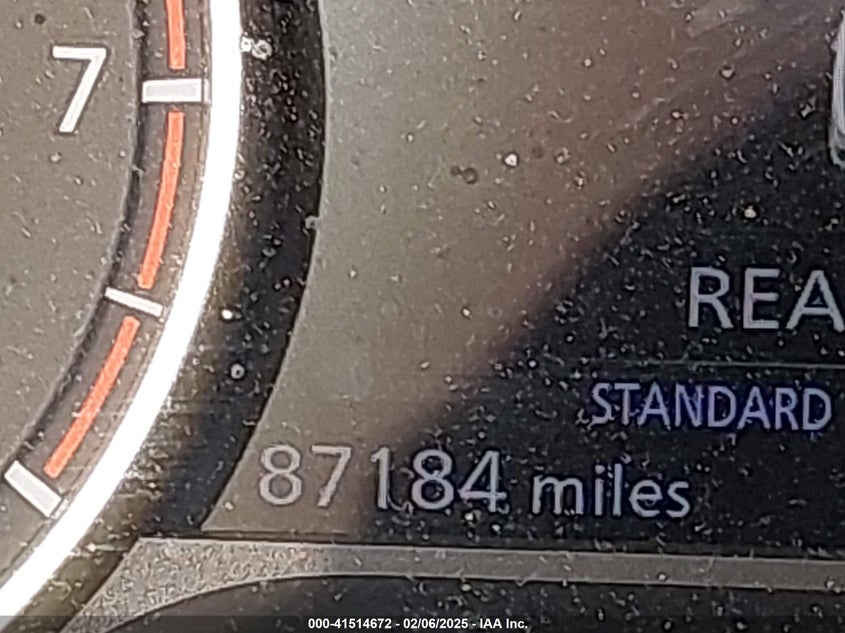 7
REA
STANDARD
87184 miles
000-41514672 - 02/06/2025 - IAA Inc.